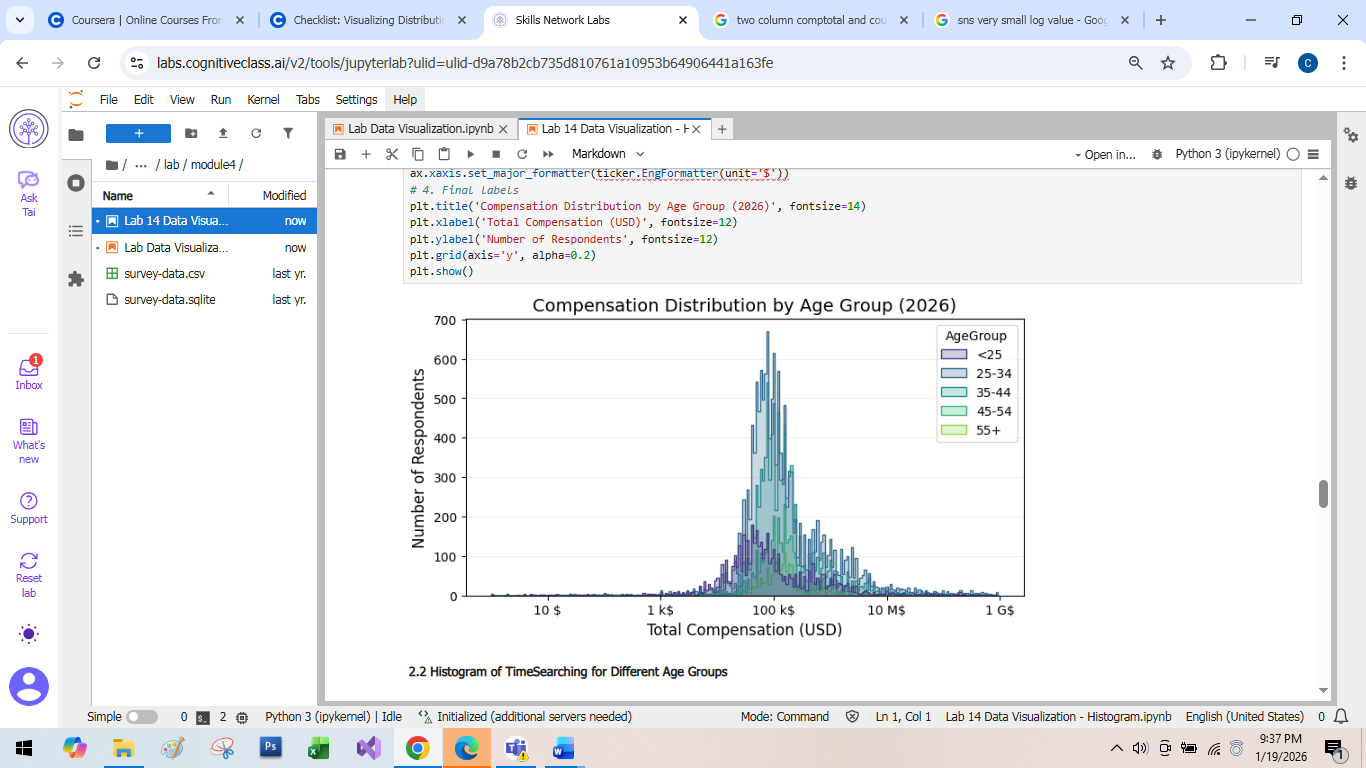 Coursera | Online Courses From
Checklist: Visualizing Distributio
Skills Network Labs
two column comptotal and cou
sns very small log value - Goog
labs.cognitiveclass.ai/v2/tools/jupyterlab?ulid=ulid-d9a78b2cb735d810761a10953b64906441a163fe
C
File Edit View Run Kernel Tabs Settings Help
Ask
Tai
1
Inbox
What's
new
Support
Reset
lab
/ ... / lab / module4 /
Name Modified
Lab 14 Data Visua... now
Lab Data Visualiza... now
survey-data.csv last yr.
survey-data.sqlite last yr.
Lab Data Visualization.ipynb
Lab 14 Data Visualization - H
Markdown
Open in...
Python 3 (ipykernel)
ax.xaxis.set_major_formatter(ticker.EngFormatter(unit='$'))
# 4. Final labels
plt.title('Compensation Distribution by Age Group (2026)', fontsize=14)
plt.xlabel('Total Compensation (USD)', fontsize=12)
plt.ylabel('Number of Respondents', fontsize=12)
plt.grid(axis='y', alpha=0.2)
plt.show()
Compensation Distribution by Age Group (2026)
Number of Respondents
700
600
500
400
300
200
100
0
AgeGroup
<25
25-34
35-44
45-54
55+
10 $ 1 k$ 100 k$ 10 M$ 1 G$
Total Compensation (USD)
2.2 Histogram of TimeSearching for Different Age Groups
Simple 0 2 Python 3 (ipykernel) | Idle Initialized (additional servers needed) Mode: Command Ln 1, Col 1 Lab 14 Data Visualization - Histogram.ipynb English (United States) 0
Ps
9:37 PM
1/19/2026
1